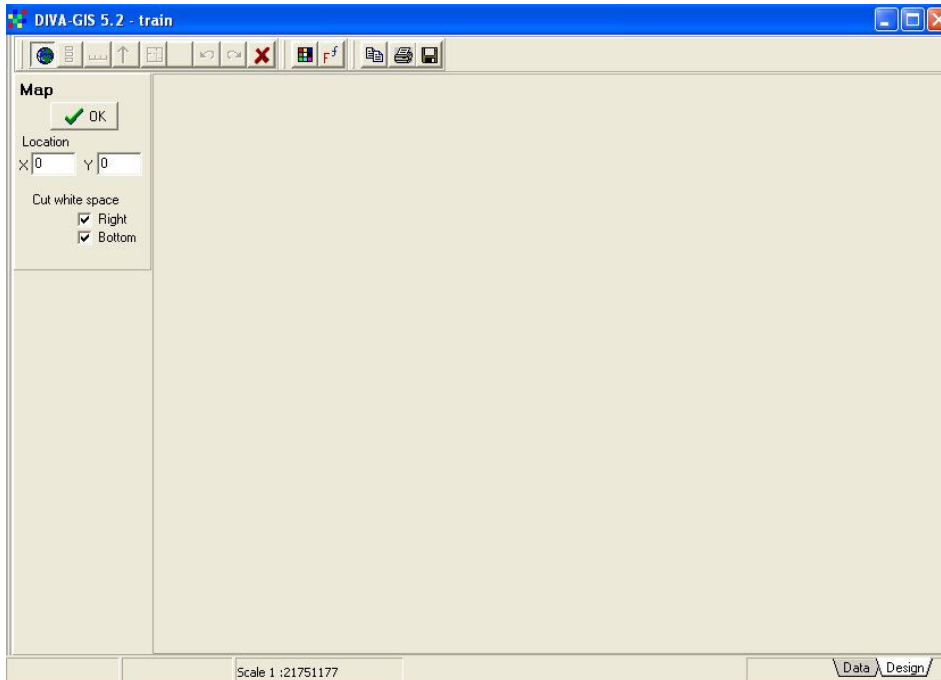 DIVA-GIS 5.2 - train
F f
Map
OK
Location
X 0 Y 0
Cut white space
Right
Bottom
Scale 1 :21751177
Data Design